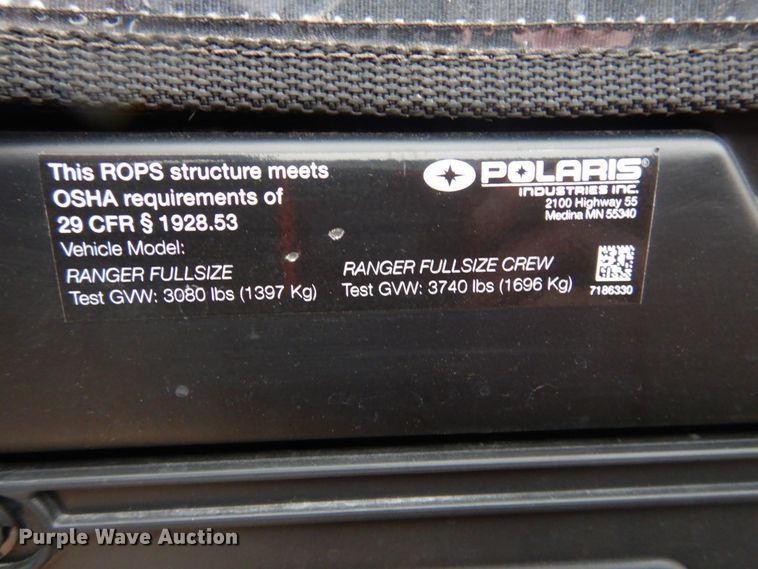 This ROPS structure meets
OSHA requirements of
29 CFR § 1928.53
Vehicle Model:
RANGER FULLSIZE
Test GVW: 3080 lbs (1397 Kg)
RANGER FULLSIZE CREW
Test GVW: 3740 lbs (1696 Kg)
POLARIS®
INDUSTRIES INC.
2100 Highway 55
Medina MN 55340
7186330
Purple Wave Auction